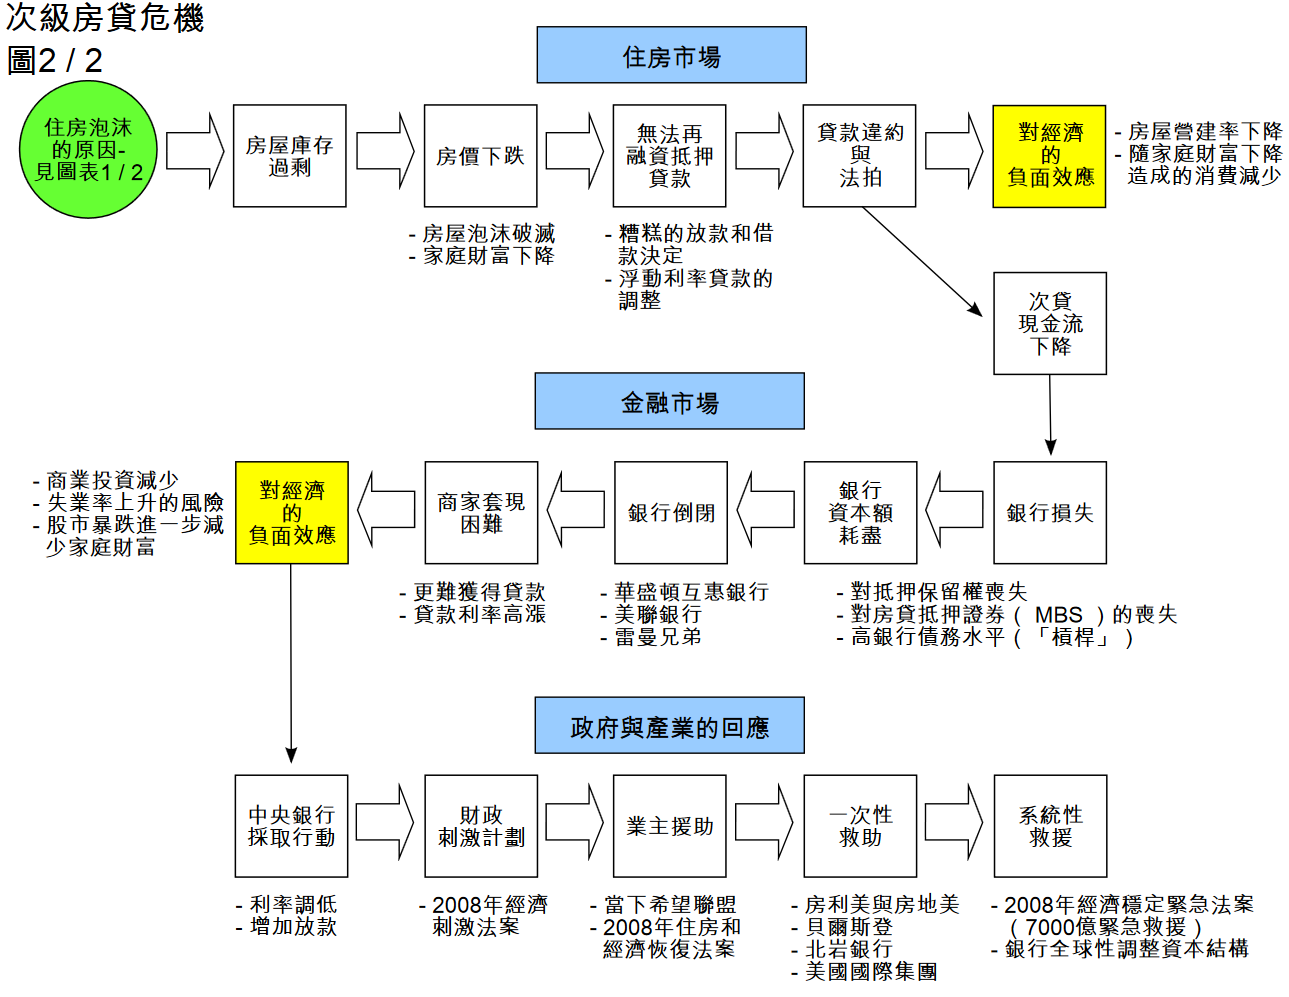 次級房貸危機
圖2 / 2
住房市場
住房泡沫
的原因-
見圖表1 / 2
房屋庫存
過剩
房價下跌
- 房屋泡沫破滅
- 家庭財富下降
無法再
融資抵押
貸款
- 糟糕的放款和借
款決定
- 浮動利率貸款的
調整
貸款違約
與
法拍
對經濟
的
負面效應
- 房屋營建率下降
- 隨家庭財富下降
造成的消費減少
次貸
現金流
下降
金融市場
銀行損失
銀行
資本額
耗盡
- 對抵押保留權喪失
- 對房貸抵押證券（ MBS ）的喪失
- 高銀行債務水平（「槓桿」）
銀行倒閉
- 華盛頓互惠銀行
- 美聯銀行
- 雷曼兄弟
商家套現
困難
- 更難獲得貸款
- 貸款利率高漲
對經濟
的
負面效應
- 商業投資減少
- 失業率上升的風險
- 股市暴跌進一步減
少家庭財富
政府與產業的回應
中央銀行
採取行動
- 利率調低
- 增加放款
財政
刺激計劃
- 2008年經濟
刺激法案
業主援助
- 當下希望聯盟
- 2008年住房和
經濟恢復法案
一次性
救助
- 房利美與房地美
- 貝爾斯登
- 北岩銀行
- 美國國際集團
系統性
救援
- 2008年經濟穩定緊急法案
（7000億緊急救援）
- 銀行全球性調整資本結構